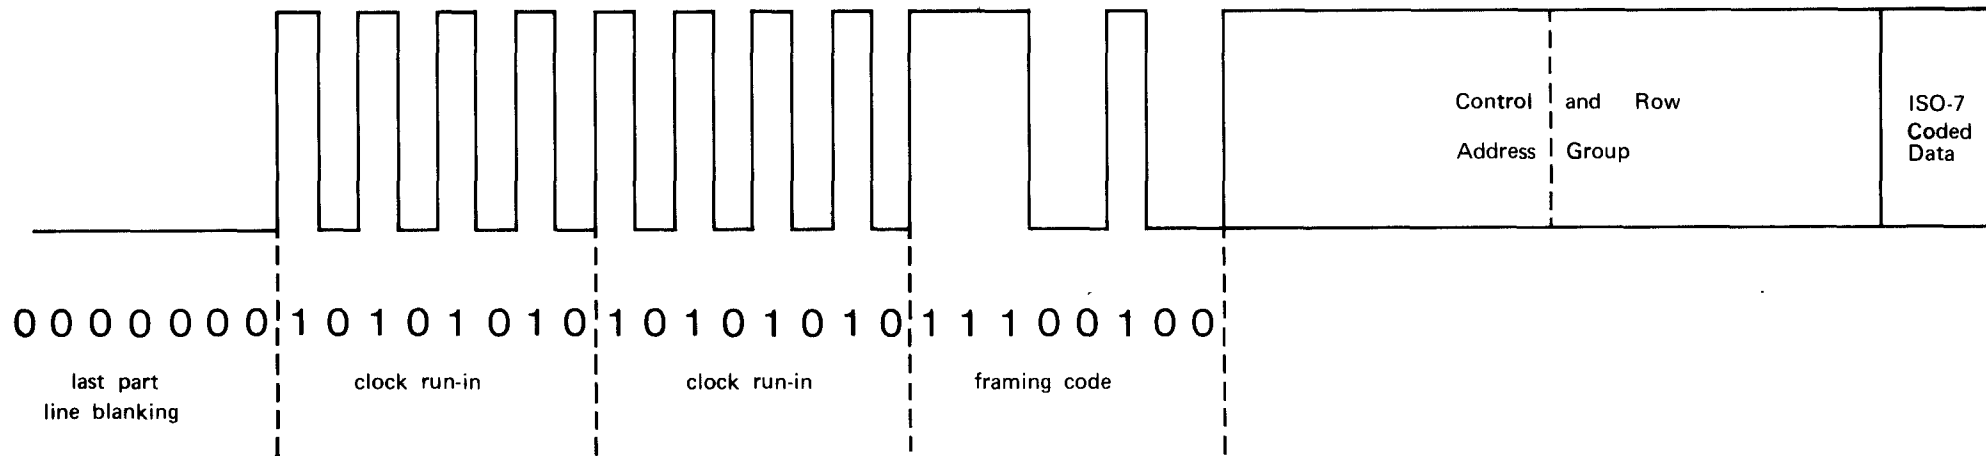 Control and Row
Address Group
ISO-7
Coded
Data
0 0 0 0 0 0 0 1 0 1 0 1 0 1 0 1 0 1 0 1 0 1 0 1 1 1 0 0 1 0 0
last part
line blanking
clock run-in
clock run-in
framing code